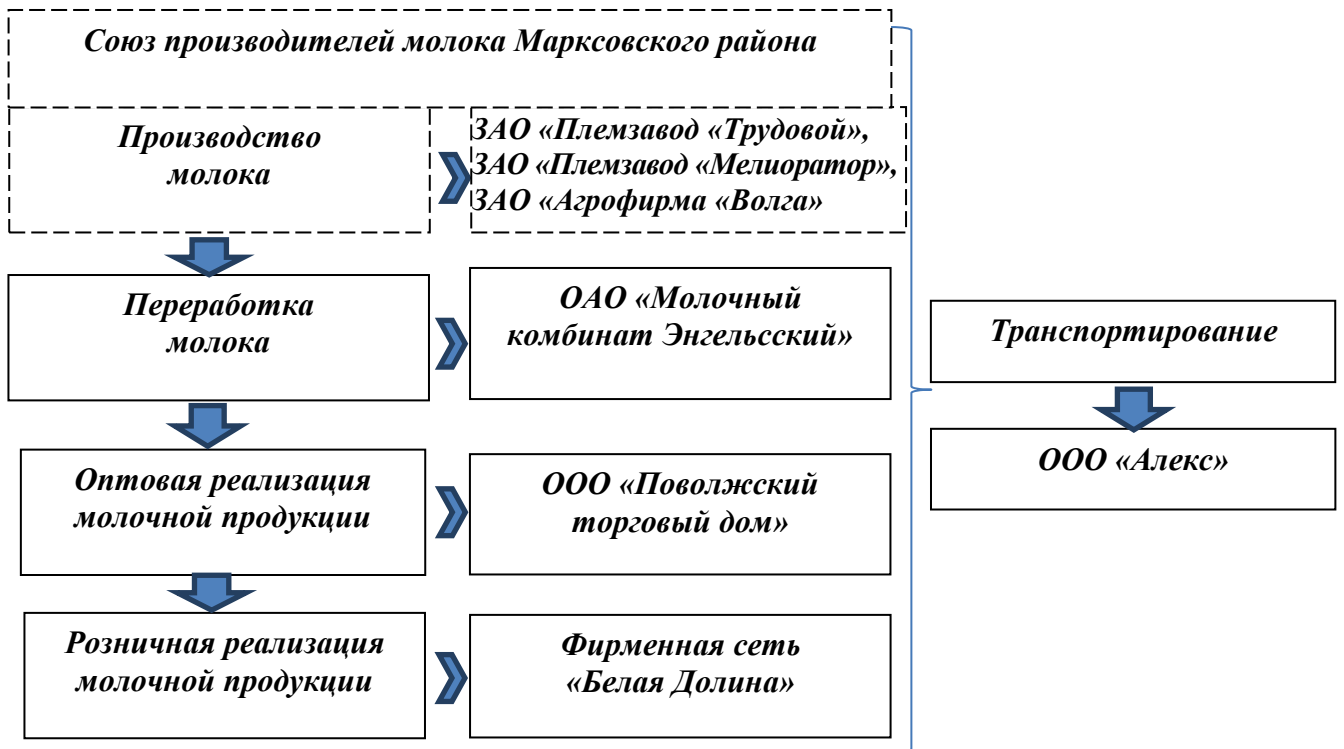 Союз производителей молока Марксовского района
Производство
молока
ЗАО «Племзавод «Трудовой»,
ЗАО «Племзавод «Мелиоратор»,
ЗАО «Агрофирма «Волга»
Переработка
молока
ОАО «Молочный
комбинат Энгельсский»
Транспортирование
ООО «Алекс»
Оптовая реализация
молочной продукции
ООО «Поволжский
торговый дом»
Розничная реализация
молочной продукции
Фирменная сеть
«Белая Долина»